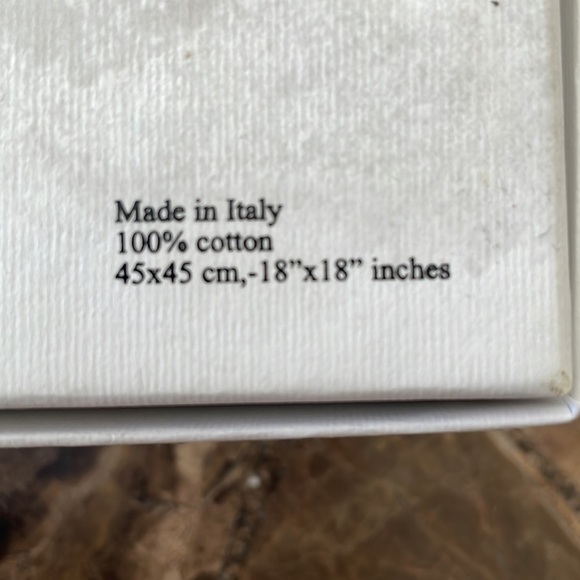 Made in Italy
100% cotton
45x45 cm,-18”x18” inches